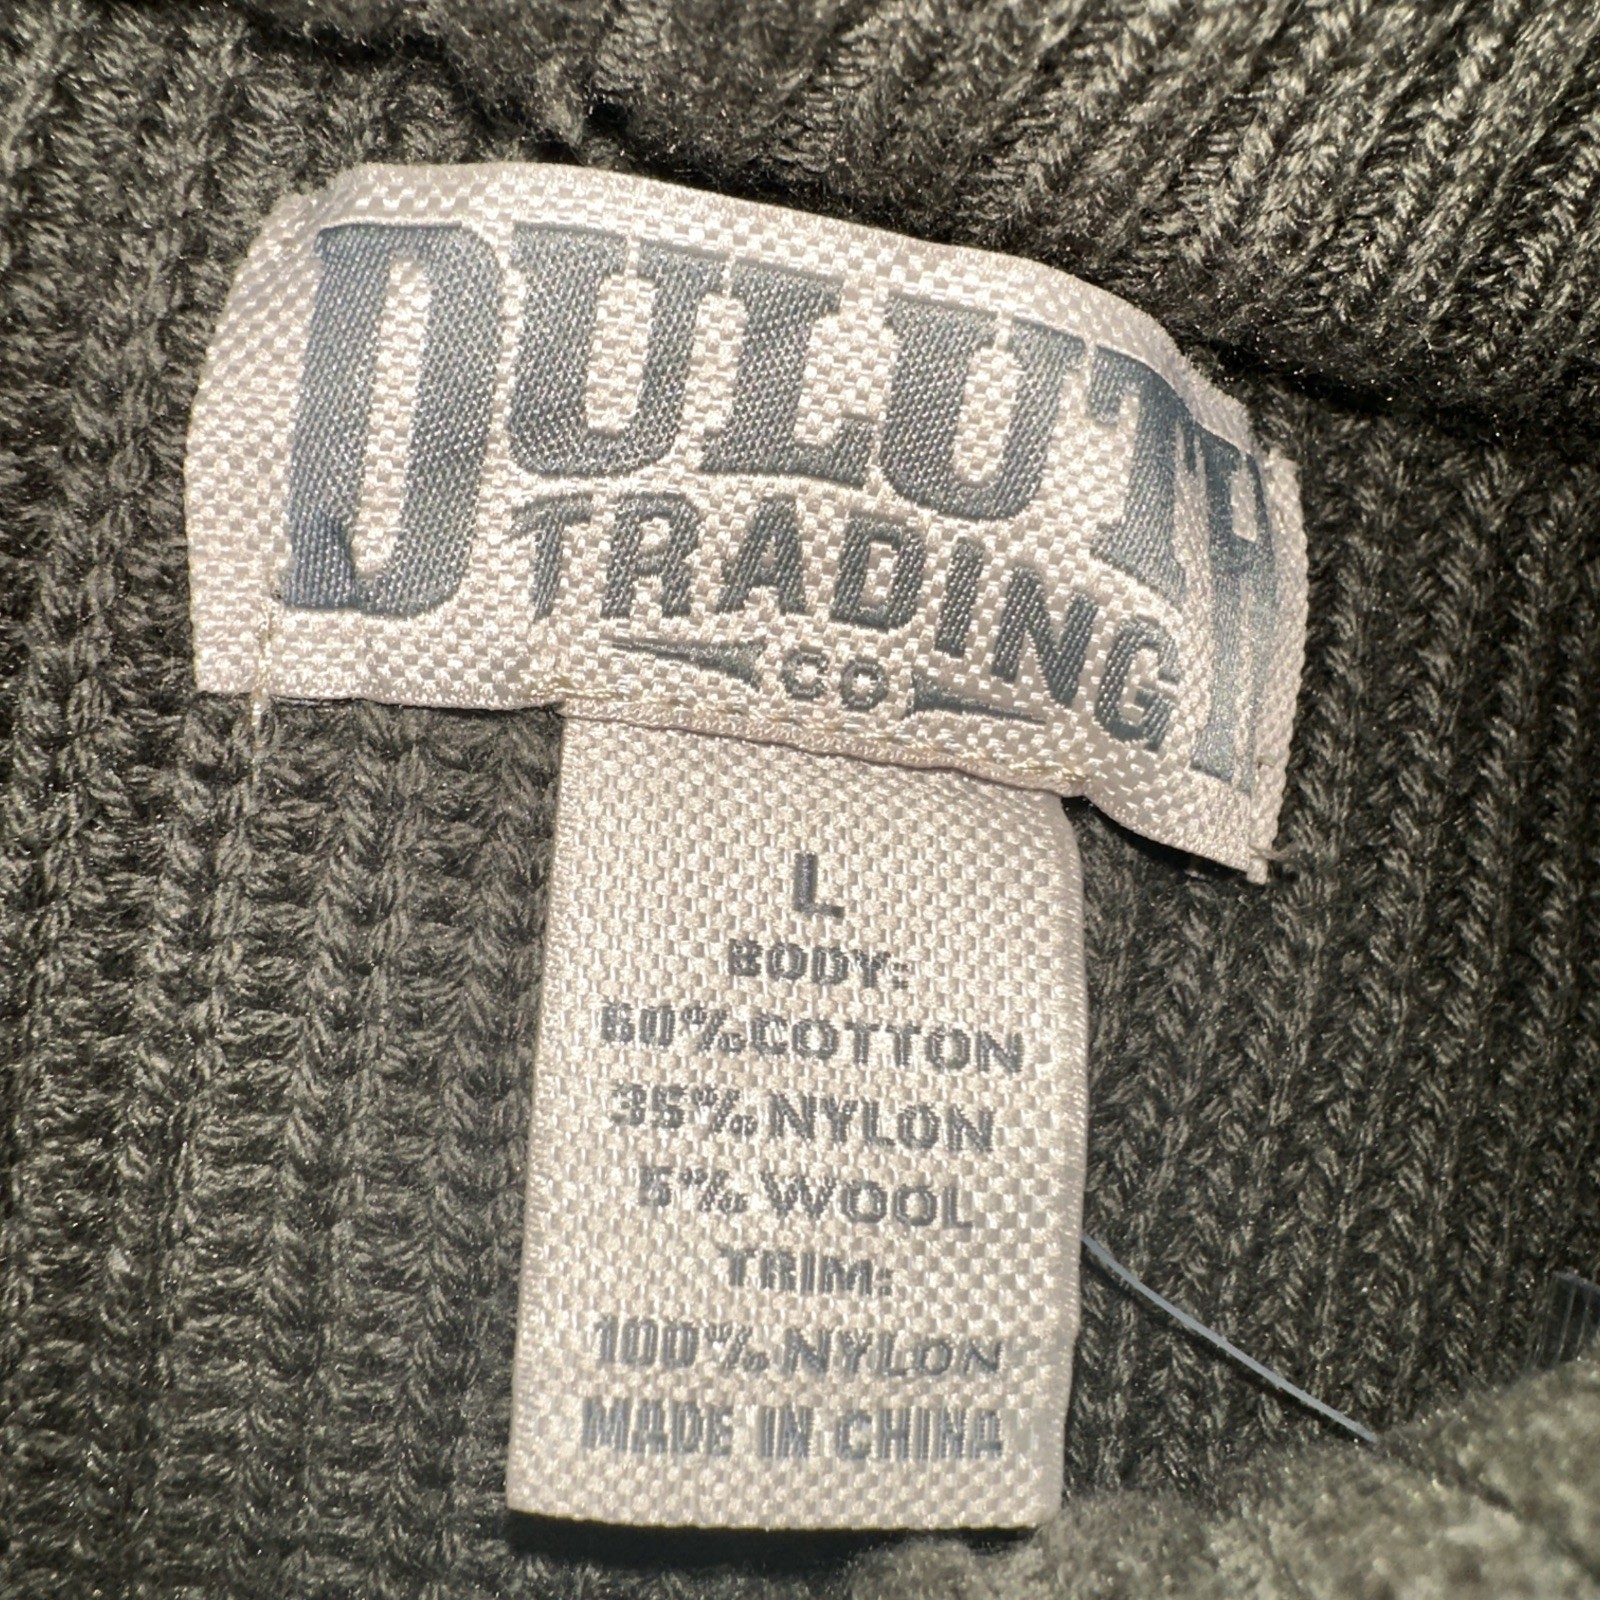 DULUTH
TRADING
CO
L
BODY:
60% COTTON
35% NYLON
5% WOOL
TRIM:
100% NYLON
MADE IN CHINA